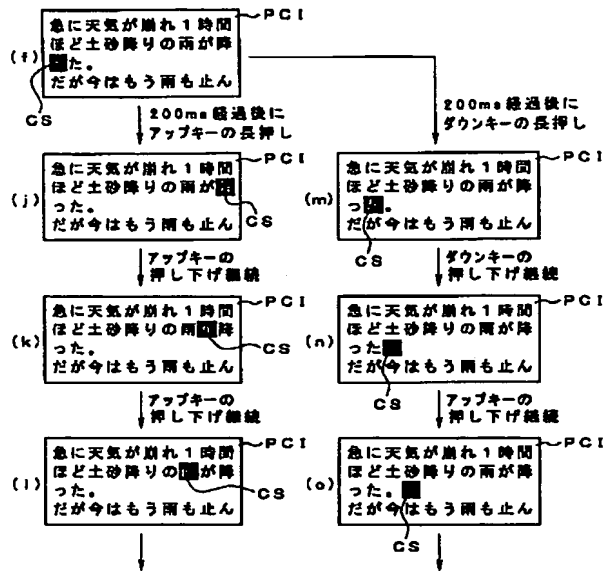 急に天気が崩れ1時間 PCI
ほど土砂降りの雨が降
(f) た。
だが今はもう雨も止ん
CS
200ms経過後に
アップキーの長押し
200ms経過後に
ダウンキーの長押し
急に天気が崩れ1時間 PCI
ほど土砂降りの雨が
(j) った。
だが今はもう雨も止ん
CS
急に天気が崩れ1時間 PCI
ほど土砂降りの雨が降
(m) っ 。
だが今はもう雨も止ん
CS
アップキーの
押し下げ継続
ダウンキーの
押し下げ継続
急に天気が崩れ1時間 PCI
ほど土砂降りの雨 降
(k) った。
だが今はもう雨も止ん
CS
急に天気が崩れ1時間 PCI
ほど土砂降りの雨が降
(n) った
だが今はもう雨も止ん
CS
アップキーの
押し下げ継続
アップキーの
押し下げ継続
急に天気が崩れ1時間 PCI
ほど土砂降りの が降
(l) った。
だが今はもう雨も止ん
CS
急に天気が崩れ1時間 PCI
ほど土砂降りの雨が降
(o) った。
だが今はもう雨も止ん
CS